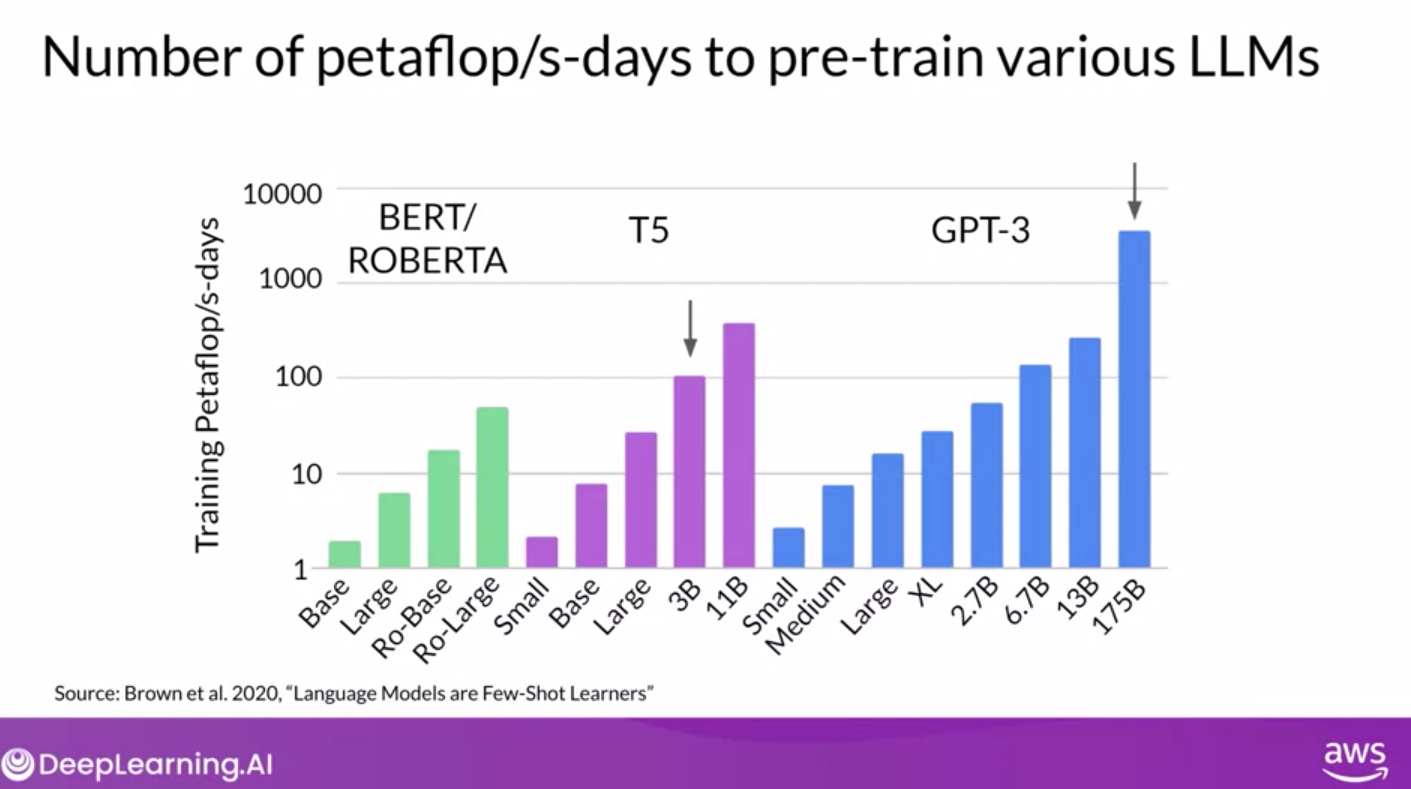 Number of petaflop/s-days to pre-train various LLMs
Training Petaflop/s-days
10000
1000
100
10
1
BERT/
ROBERTA
T5
GPT-3
Base
Large
Ro-Base
Ro-Large
Small
Base
Large
3B
11B
Small
Medium
Large
XL
2.7B
6.7B
13B
175B
Source: Brown et al. 2020, “Language Models are Few-Shot Learners”
DeepLearning.AI
aws